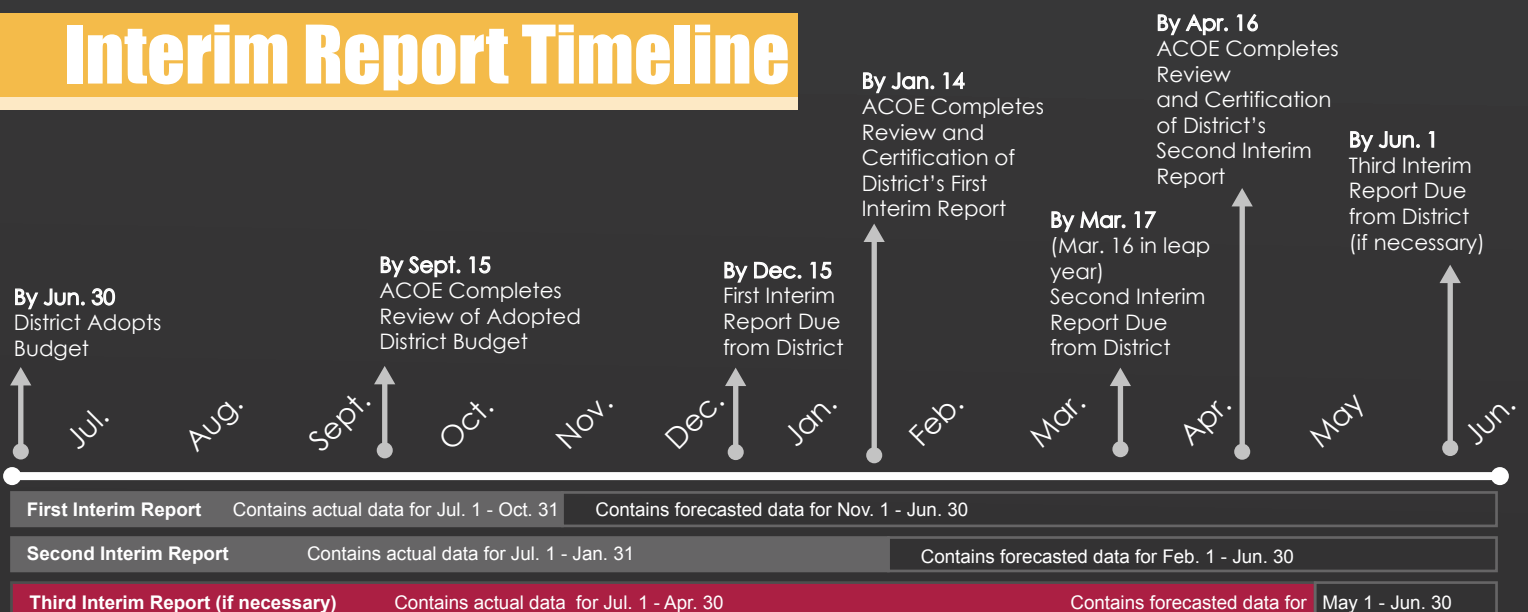 Interim Report Timeline
By Jun. 30
District Adopts
Budget
By Sept. 15
ACOE Completes
Review of Adopted
District Budget
By Dec. 15
First Interim
Report Due
from District
By Jan. 14
ACOE Completes
Review and
Certification of
District’s First
Interim Report
By Mar. 17
(Mar. 16 in leap
year)
Second Interim
Report Due
from District
By Apr. 16
ACOE Completes
Review
and Certification
of District’s
Second Interim
Report
By Jun. 1
Third Interim
Report Due
from District
(if necessary)
Jul. Aug. Sept. Oct. Nov. Dec. Jan. Feb. Mar. Apr. May Jun.
First Interim Report Contains actual data for Jul. 1 - Oct. 31 Contains forecasted data for Nov. 1 - Jun. 30
Second Interim Report Contains actual data for Jul. 1 - Jan. 31 Contains forecasted data for Feb. 1 - Jun. 30
Third Interim Report (if necessary) Contains actual data for Jul. 1 - Apr. 30 Contains forecasted data for May 1 - Jun. 30